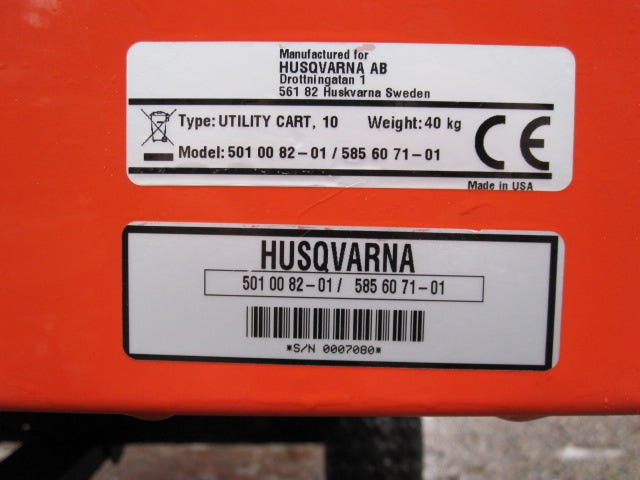 Manufactured for
HUSQVARNA AB
Drottningatan 1
561 82 Huskvarna Sweden
Type: UTILITY CART, 10 Weight: 40 kg
Model: 501 00 82-01 / 585 60 71-01
CE
Made in USA
HUSQVARNA
501 00 82-01 / 585 60 71-01
*S/N 0007080*